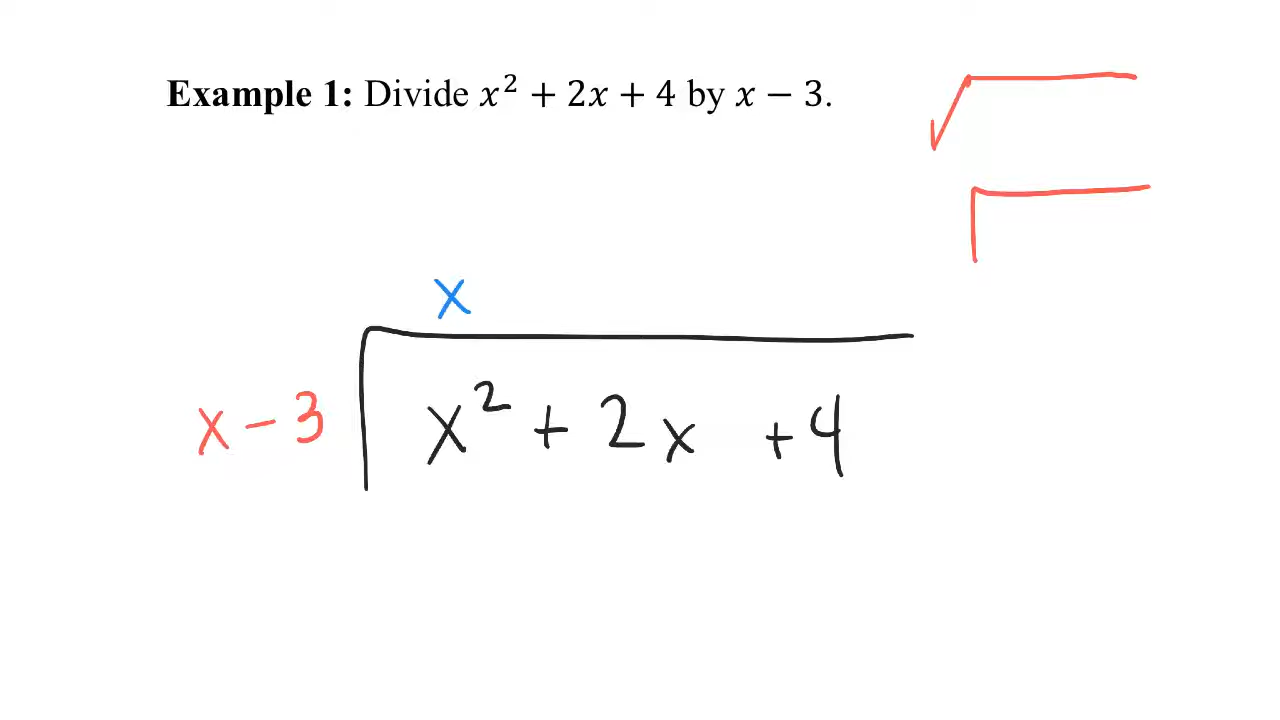 Example 1: Divide x² + 2x + 4 by x − 3.
x
x − 3 x² + 2x + 4